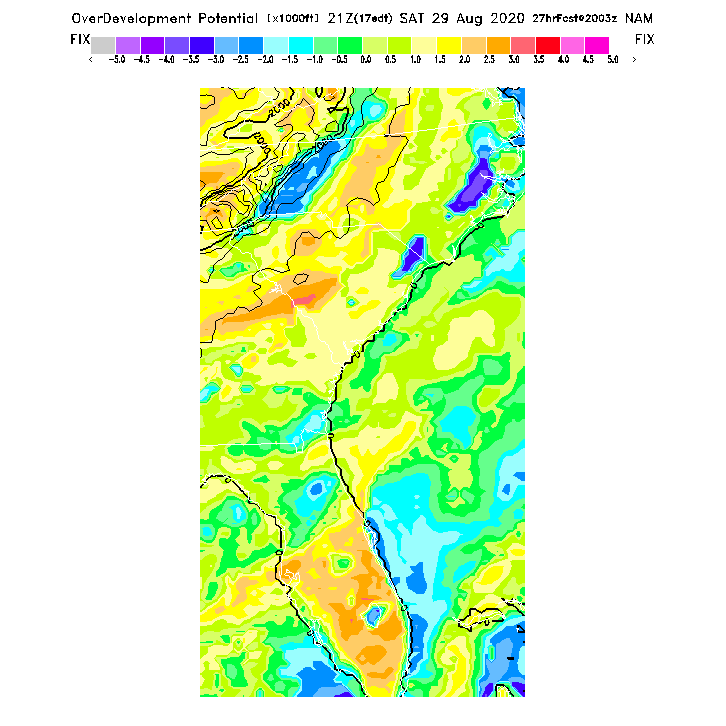 OverDevelopment Potential [x1000ft] 21Z(17edt) SAT 29 Aug 2020 27hrFcst@2003z NAM
FIX FIX
< -5.0 -4.5 -4.0 -3.5 -3.0 -2.5 -2.0 -1.5 -1.0 -0.5 0.0 0.5 1.0 1.5 2.0 2.5 3.0 3.5 4.0 4.5 5.0 >
2000
2000